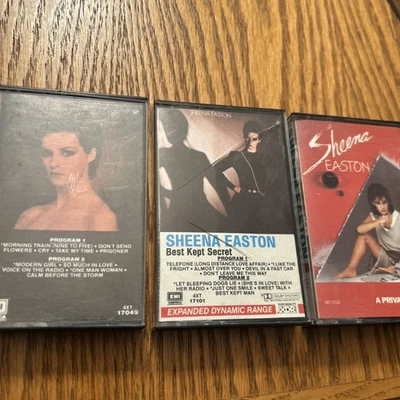 PROGRAM 1
*MORNING TRAIN (NINE TO FIVE) • DON'T SEND
FLOWERS • CRY • TAKE MY TIME • PRISONER
PROGRAM 2
*MODERN GIRL • SO MUCH IN LOVE •
VOICE ON THE RADIO • *ONE MAN WOMAN •
CALM BEFORE THE STORM
4XT
17049
SHEENA EASTON
SHEENA EASTON
Best Kept Secret
PROGRAM 1
TELEFONE (LONG DISTANCE LOVE AFFAIR) • *I LIKE THE
FRIGHT • ALMOST OVER YOU • DEVIL IN A FAST CAR
• DON'T LEAVE ME THIS WAY
PROGRAM 2
*LET SLEEPING DOGS LIE • (SHE'S IN LOVE) WITH
HER RADIO • *JUST ONE SMILE • SWEET TALK •
BEST KEPT MAN
EMI
4XT
17101
EXPANDED DYNAMIC RANGE
XDR
Sheena
EASTON
A PRIVA